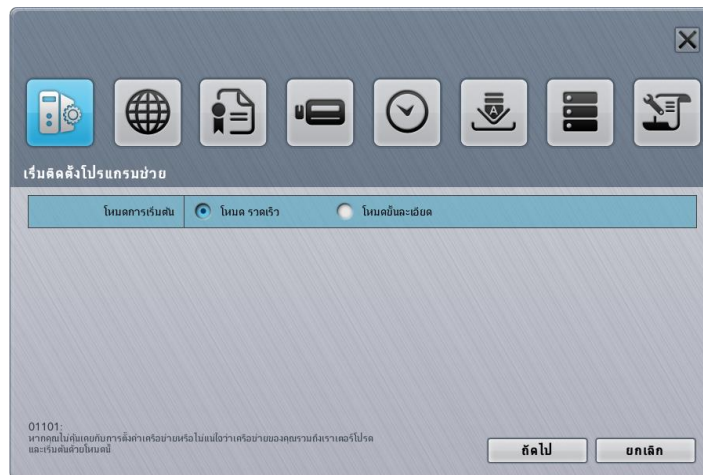 เริ่มติดตั้งโปรแกรมช่วย
โหมดการเริ่มต้น โหมด รวดเร็ว โหมดขั้นละเอียด
01101:
หากคุณไม่คุ้นเคยกับการตั้งค่าเครือข่ายหรือไม่แน่ใจว่าเครือข่ายของคุณรวมถึงเราเตอร์โปรด
และเริ่มต้นด้วยโหมดนี้
ถัดไป ยกเลิก